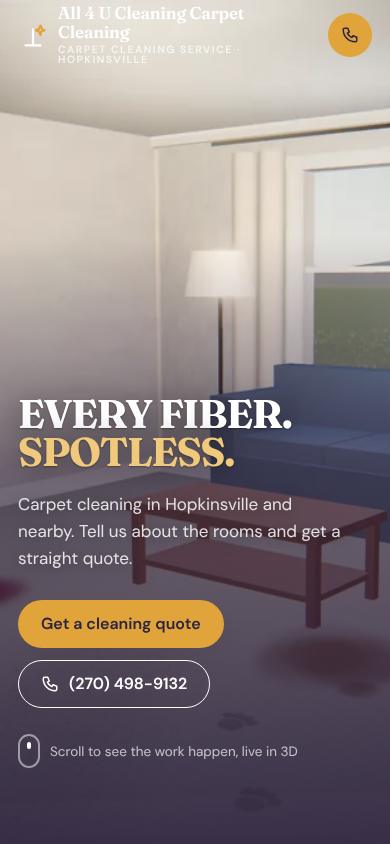 All 4 U Cleaning Carpet
Cleaning
CARPET CLEANING SERVICE ·
HOPKINSVILLE
EVERY FIBER.
SPOTLESS.
Carpet cleaning in Hopkinsville and
nearby. Tell us about the rooms and get a
straight quote.
Get a cleaning quote
(270) 498-9132
Scroll to see the work happen, live in 3D